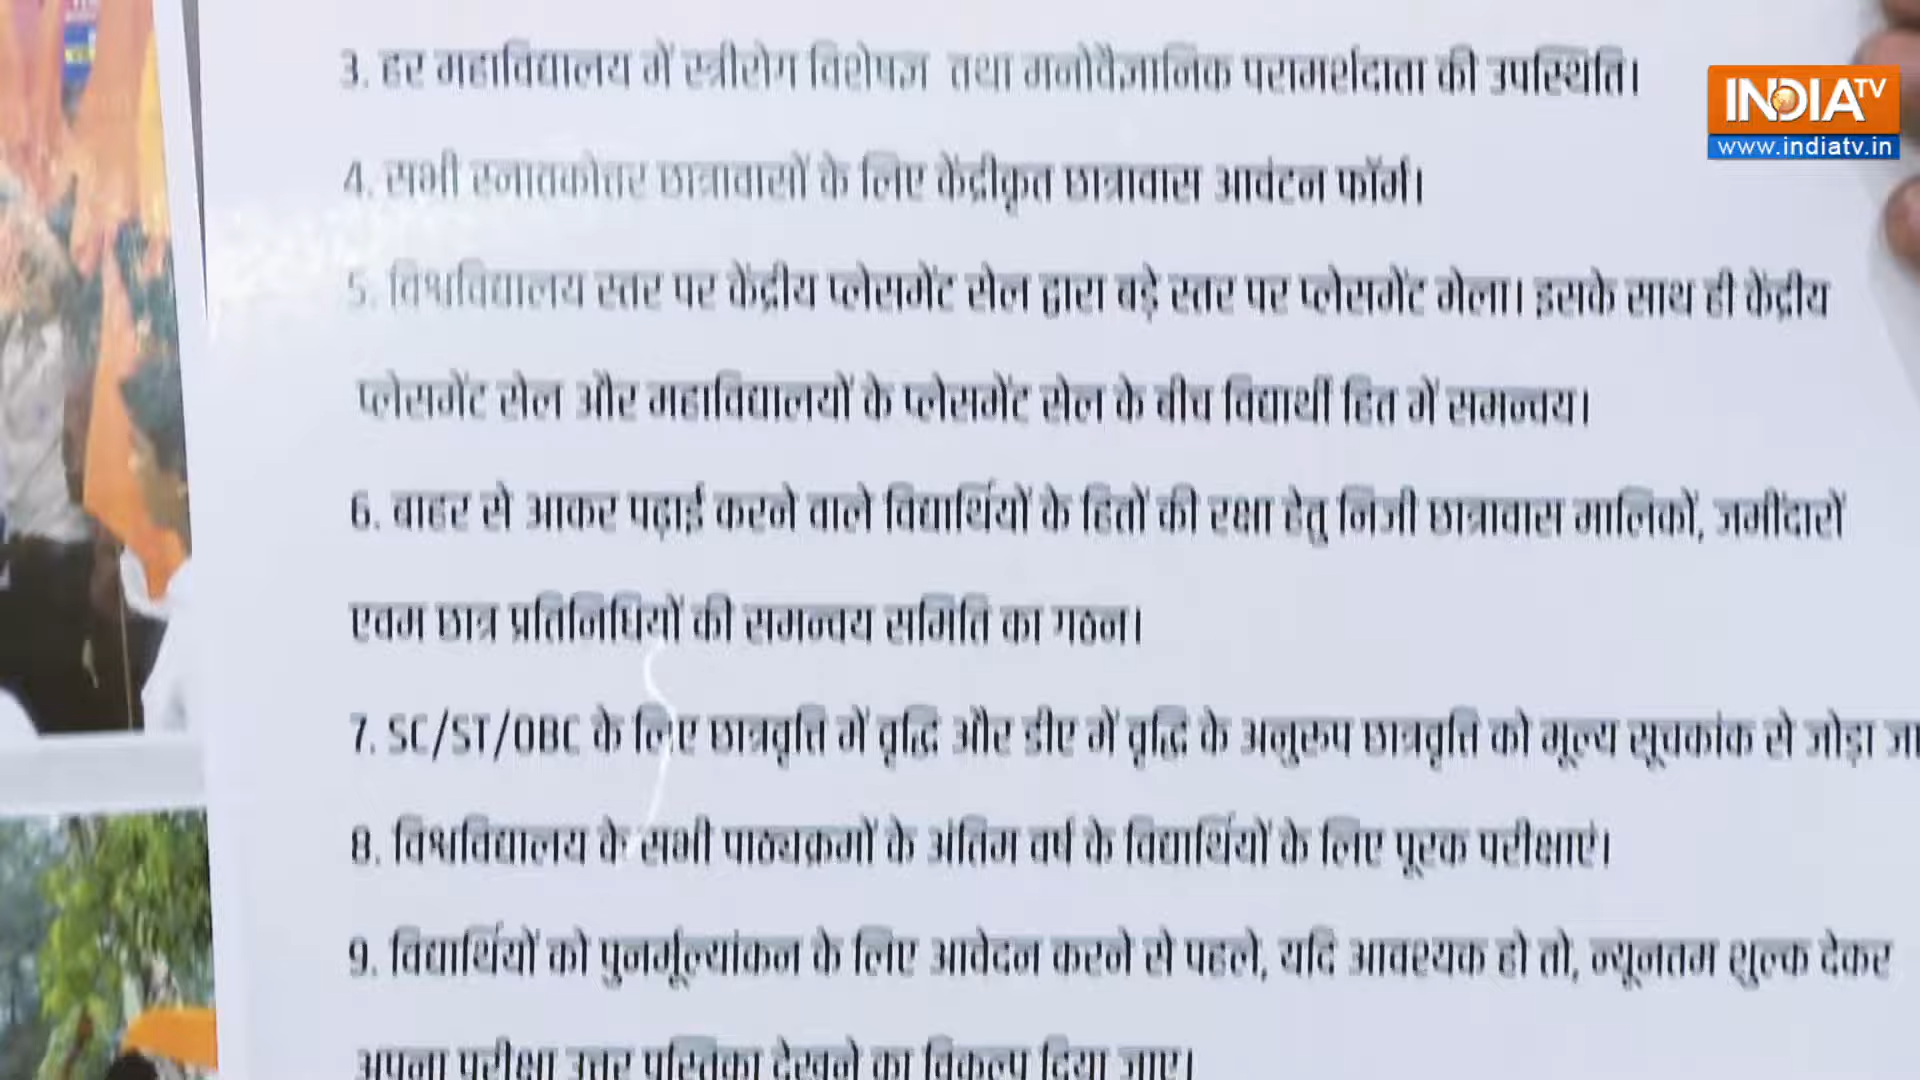 3. हर महाविद्यालय में स्त्रीरोग विशेषज्ञ तथा मनोवैज्ञानिक परामर्शदाता की उपस्थिति।
INDIA TV
www.indiatv.in
4. सभी स्नातकोत्तर छात्रावासों के लिए केंद्रीकृत छात्रावास आवंटन फॉर्म।
5. विश्वविद्यालय स्तर पर केंद्रीय प्लेसमेंट सेल द्वारा बड़े स्तर पर प्लेसमेंट मेला। इसके साथ ही केंद्रीय
प्लेसमेंट सेल और महाविद्यालयों के प्लेसमेंट सेल के बीच विद्यार्थी हित में समन्वय।
6. बाहर से आकर पढ़ाई करने वाले विद्यार्थियों के हितों की रक्षा हेतु निजी छात्रावास मालिकों, जमींदारों
एवम छात्र प्रतिनिधियों की समन्वय समिति का गठन।
7. SC/ST/OBC के लिए छात्रवृत्ति में वृद्धि और डीए में वृद्धि के अनुरूप छात्रवृत्ति को मूल्य सूचकांक से जोड़ा जा
8. विश्वविद्यालय के सभी पाठ्यक्रमों के अंतिम वर्ष के विद्यार्थियों के लिए पूरक परीक्षाएं।
9. विद्यार्थियों को पुनर्मूल्यांकन के लिए आवेदन करने से पहले, यदि आवश्यक हो तो, न्यूनतम शुल्क देकर
अपना परीक्षा उत्तर पुस्तिका देखने का विकल्प दिया जाए।